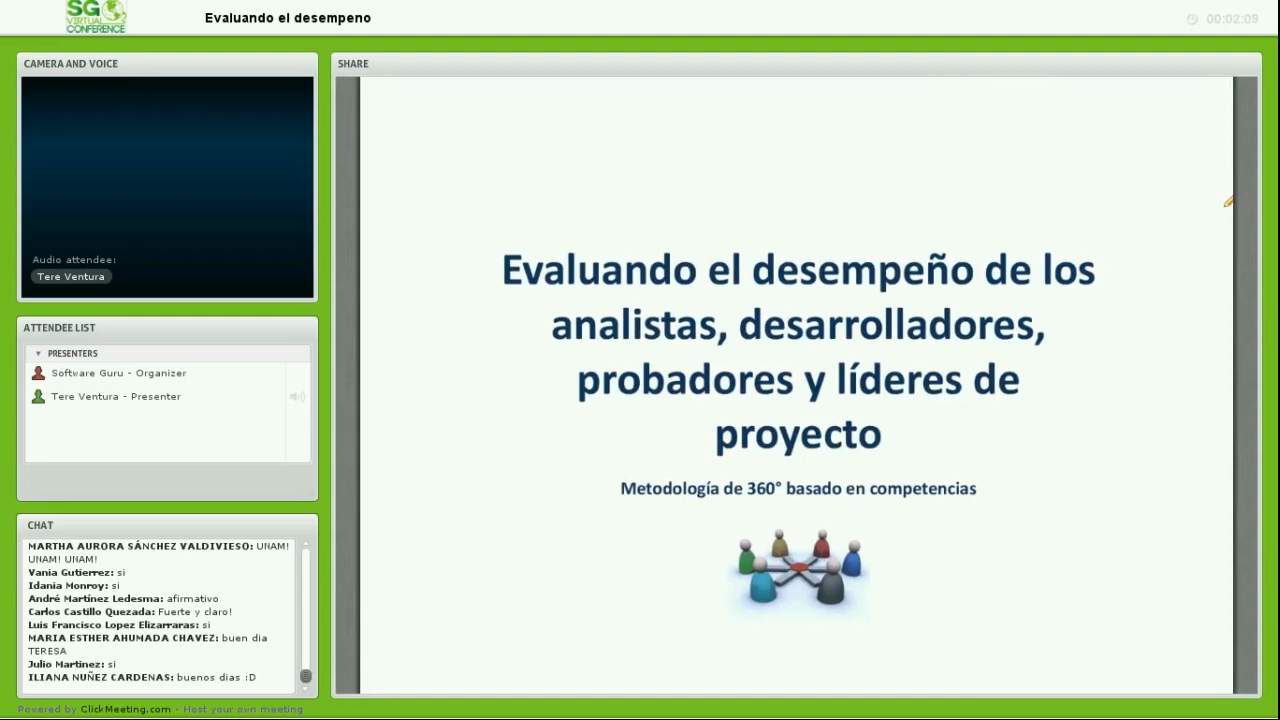 SG
VIRTUAL
CONFERENCE
Evaluando el desempeno
00:02:09
CAMERA AND VOICE
Audio attendee:
Tere Ventura
ATTENDEE LIST
PRESENTERS
Software Guru - Organizer
Tere Ventura - Presenter
CHAT
MARTHA AURORA SÁNCHEZ VALDIVIESO: UNAM!
UNAM! UNAM!
Vania Gutierrez: si
Idania Monroy: si
André Martínez Ledesma: afirmativo
Carlos Castillo Quezada: Fuerte y claro!
Luis Francisco Lopez Elizarraras: si
MARIA ESTHER AHUMADA CHAVEZ: buen dia
TERESA
Julio Martinez: si
ILIANA NUÑEZ CARDENAS: buenos dias :D
Powered by ClickMeeting.com - Host your own meeting
SHARE
Evaluando el desempeño de los
analistas, desarrolladores,
probadores y líderes de
proyecto
Metodología de 360° basado en competencias